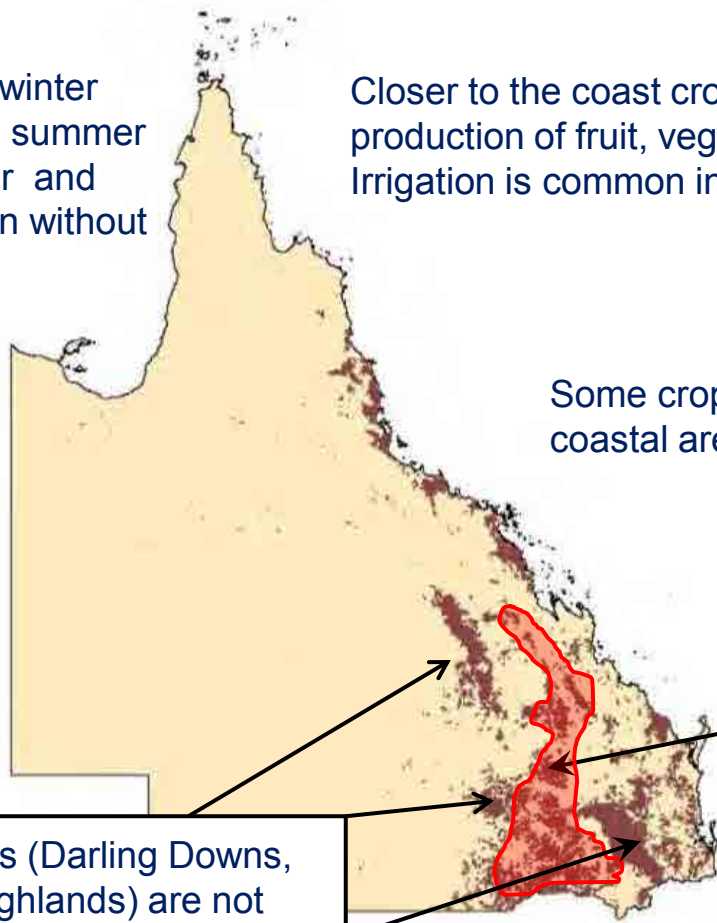 winter
summer
r and
n without
Closer to the coast cro
production of fruit, veg
Irrigation is common in
Some crop
coastal are
s (Darling Downs,
ghlands) are not